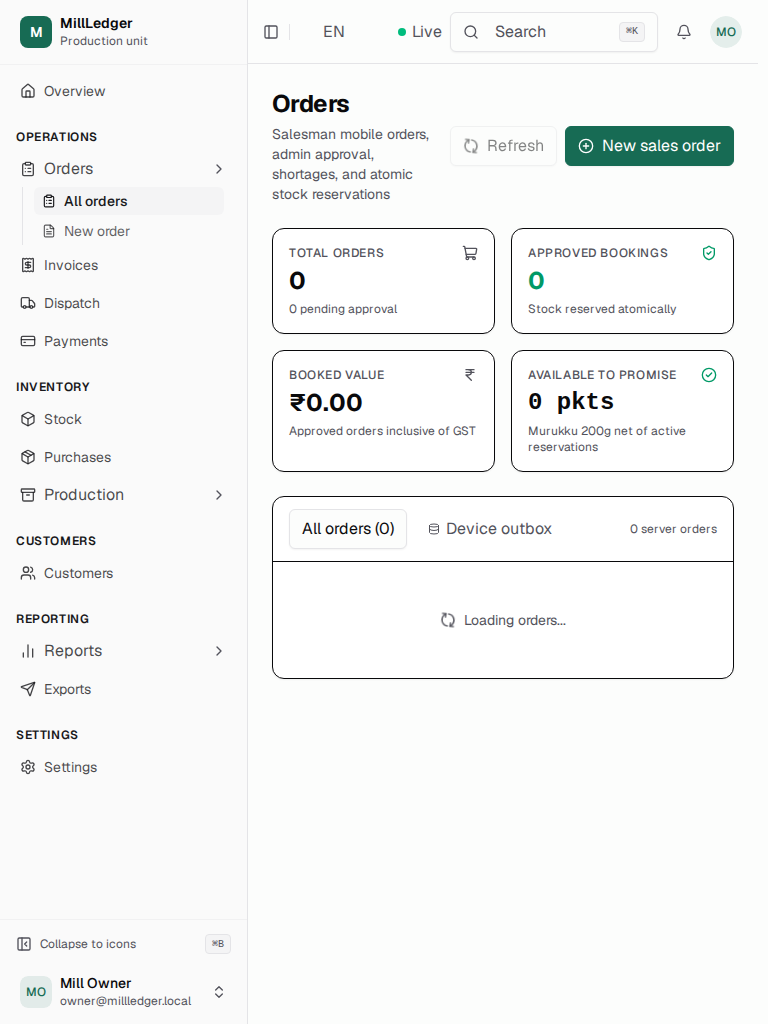 M
MillLedger
Production unit
Overview
OPERATIONS
Orders
All orders
New order
Invoices
Dispatch
Payments
INVENTORY
Stock
Purchases
Production
CUSTOMERS
Customers
REPORTING
Reports
Exports
SETTINGS
Settings
Collapse to icons ⌘B
MO
Mill Owner
owner@millledger.local
EN
Live
Search ⌘K
MO
Orders
Salesman mobile orders,
admin approval,
shortages, and atomic
stock reservations
Refresh
New sales order
TOTAL ORDERS
0
0 pending approval
APPROVED BOOKINGS
0
Stock reserved atomically
BOOKED VALUE
₹
₹0.00
Approved orders inclusive of GST
AVAILABLE TO PROMISE
0 pkts
Murukku 200g net of active
reservations
All orders (0)
Device outbox
0 server orders
Loading orders...